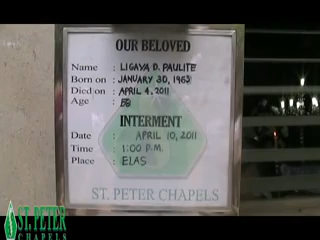 OUR BELOVED
Name : LIGAYA D. PAULITE
Born on : JANUARY 30, 1963
Died on : APRIL 4, 2011
Age :
INTERMENT
Date : APRIL 10, 2011
Time : 1:00 P.M.
Place : ELAS
ST. PETER CHAPELS
ST. PETER
CHAPELS